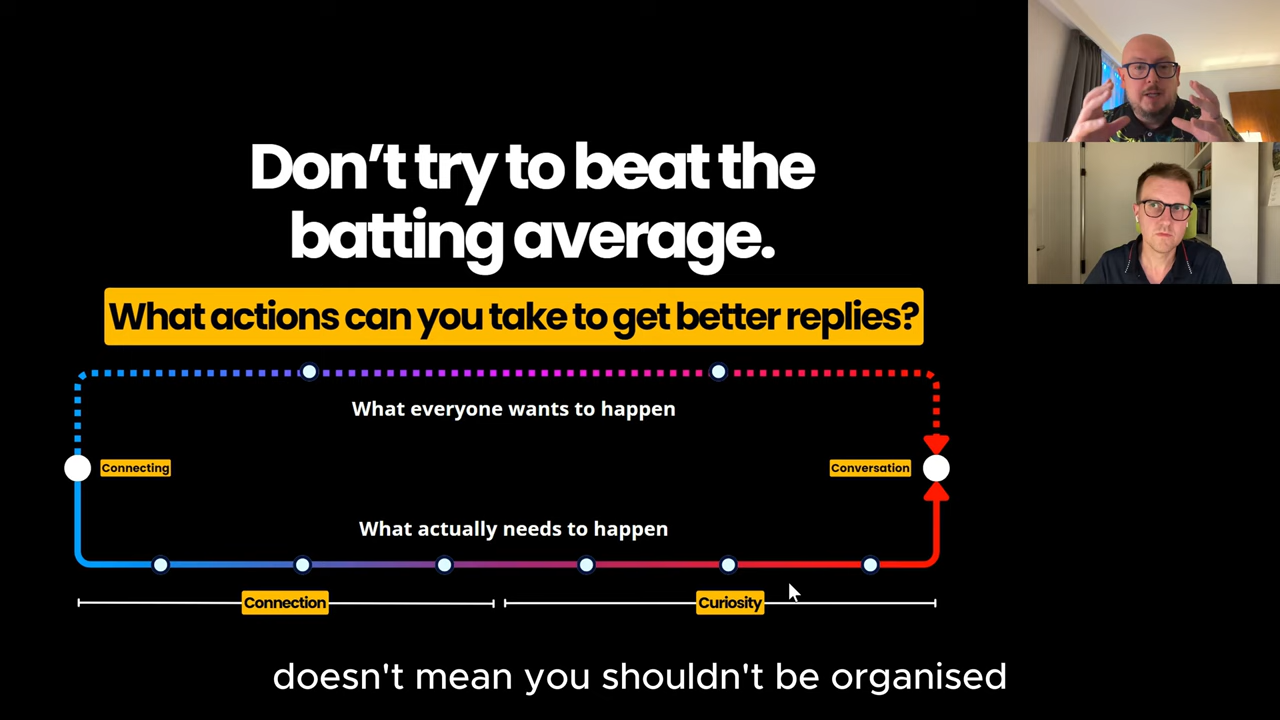 Don’t try to beat the
batting average.
What actions can you take to get better replies?
What everyone wants to happen
Connecting
Conversation
What actually needs to happen
Connection
Curiosity
doesn't mean you shouldn't be organised